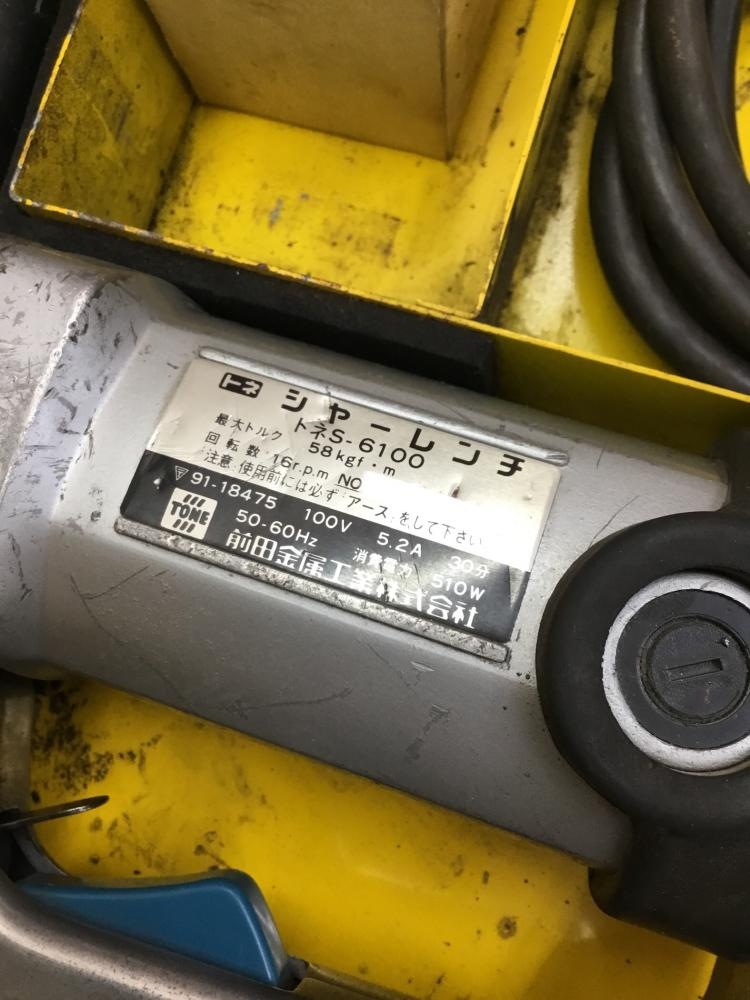 トネ シャーレンチ
トネS-6100
最大トルク 58kgf・m
回転数 16r.p.m NO
注意:使用前には必ず:アース:をして下さい
〒 91-18475 100V 5.2A 30分
TONE 50-60Hz 消費電力 510W
前田金属工業株式会社